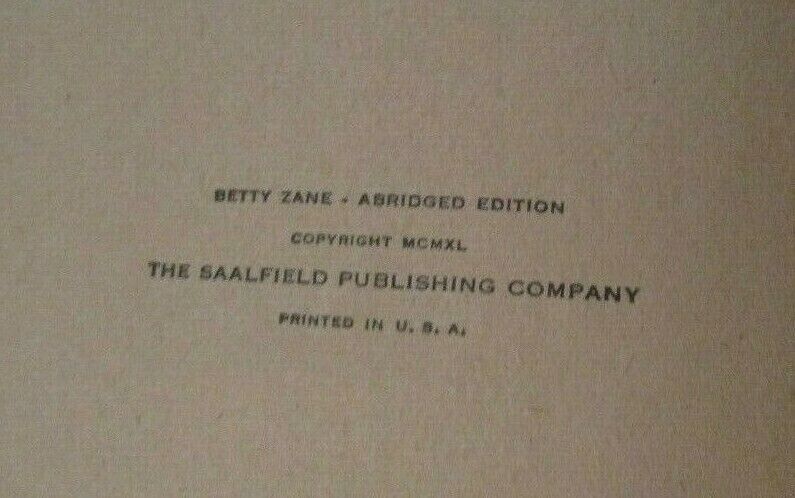 BETTY ZANE - ABRIDGED EDITION
COPYRIGHT MCMXL
THE SAALFIELD PUBLISHING COMPANY
PRINTED IN U. S. A.